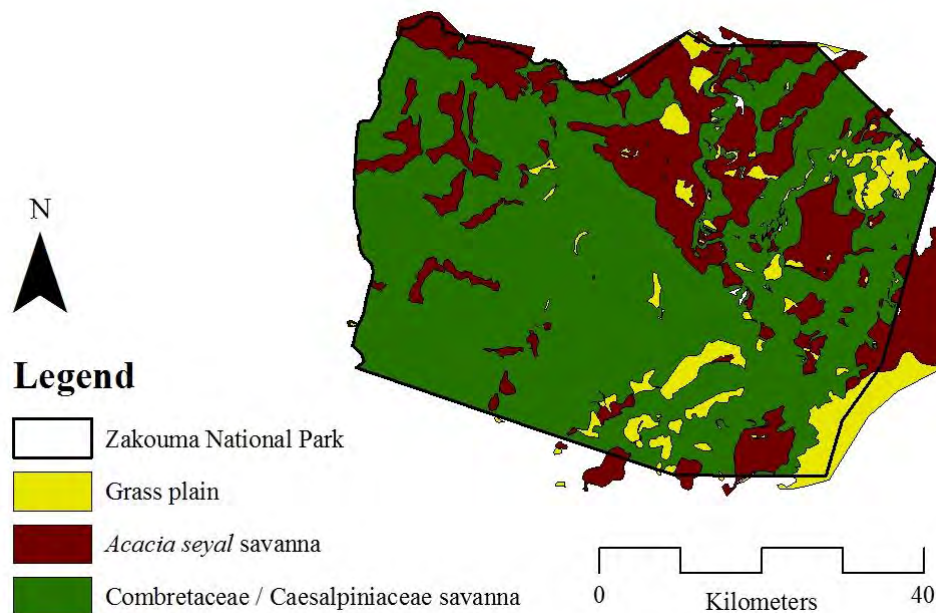 N
Legend
Zakouma National Park
Grass plain
Acacia seyal savanna
Combretaceae / Caesalpiniaceae savanna
0 Kilometers 40